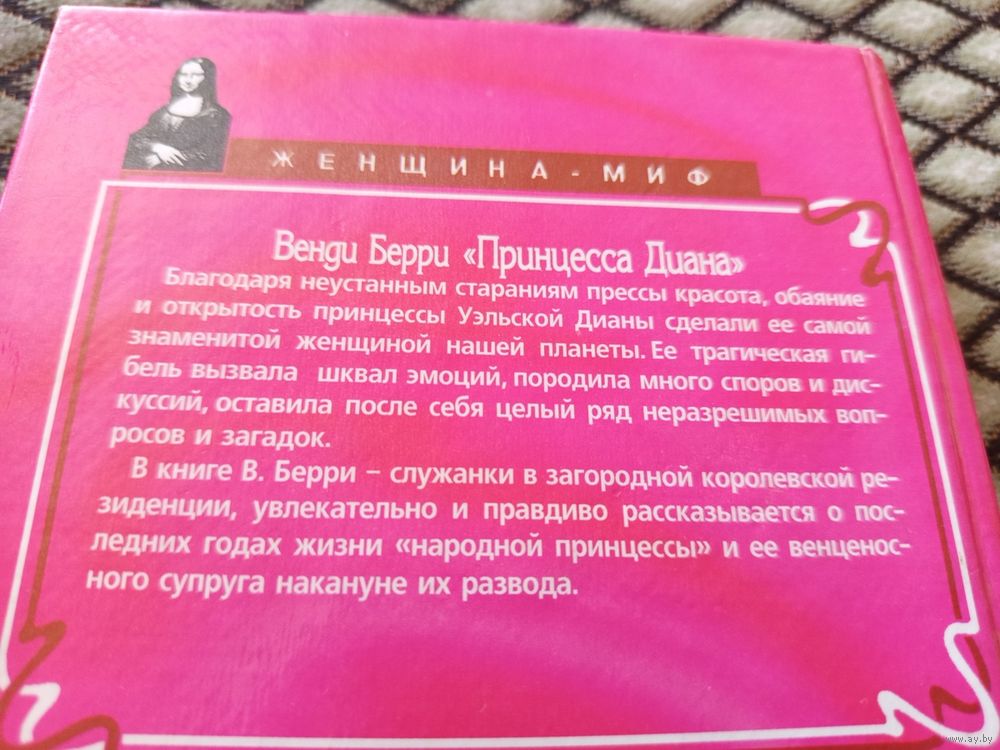 ЖЕНЩИНА - МИФ
Венди Берри «Принцесса Диана»
Благодаря неустанным стараниям прессы красота, обаяние
и открытость принцессы Уэльской Дианы сделали ее самой
знаменитой женщиной нашей планеты. Ее трагическая ги-
бель вызвала шквал эмоций, породила много споров и дис-
куссий, оставила после себя целый ряд неразрешимых воп-
росов и загадок.
В книге В. Берри – служанки в загородной королевской ре-
зиденции, увлекательно и правдиво рассказывается о пос-
ледних годах жизни «народной принцессы» и ее венценос-
ного супруга накануне их развода.
www.ay.by